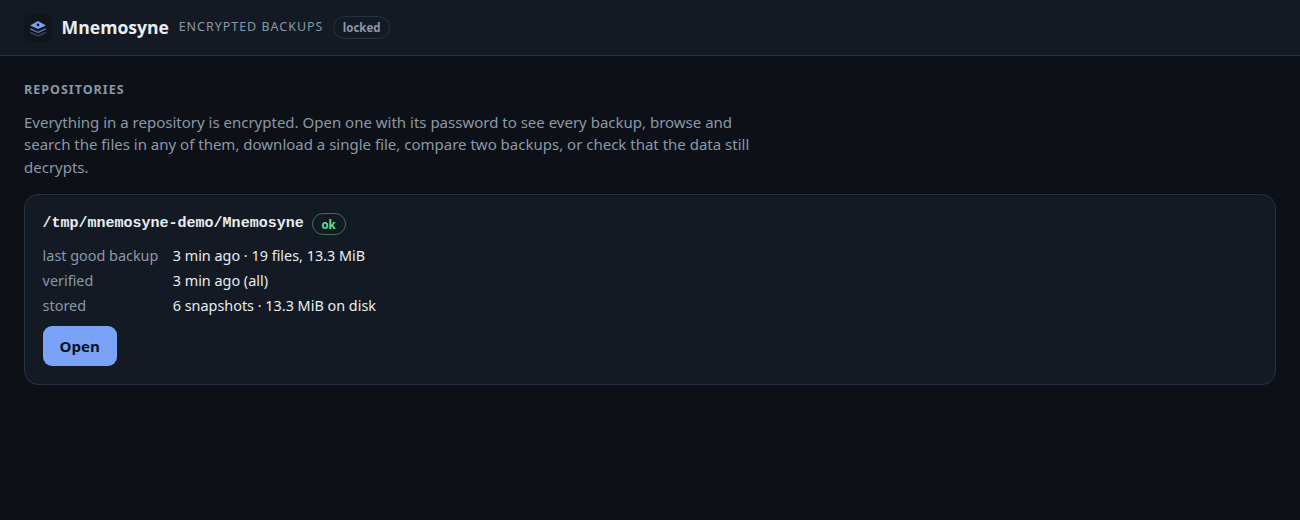 Mnemosyne ENCRYPTED BACKUPS locked
REPOSITORIES
Everything in a repository is encrypted. Open one with its password to see every backup, browse and
search the files in any of them, download a single file, compare two backups, or check that the data still
decrypts.
/tmp/mnemosyne-demo/Mnemosyne ok
last good backup 3 min ago · 19 files, 13.3 MiB
verified 3 min ago (all)
stored 6 snapshots · 13.3 MiB on disk
Open